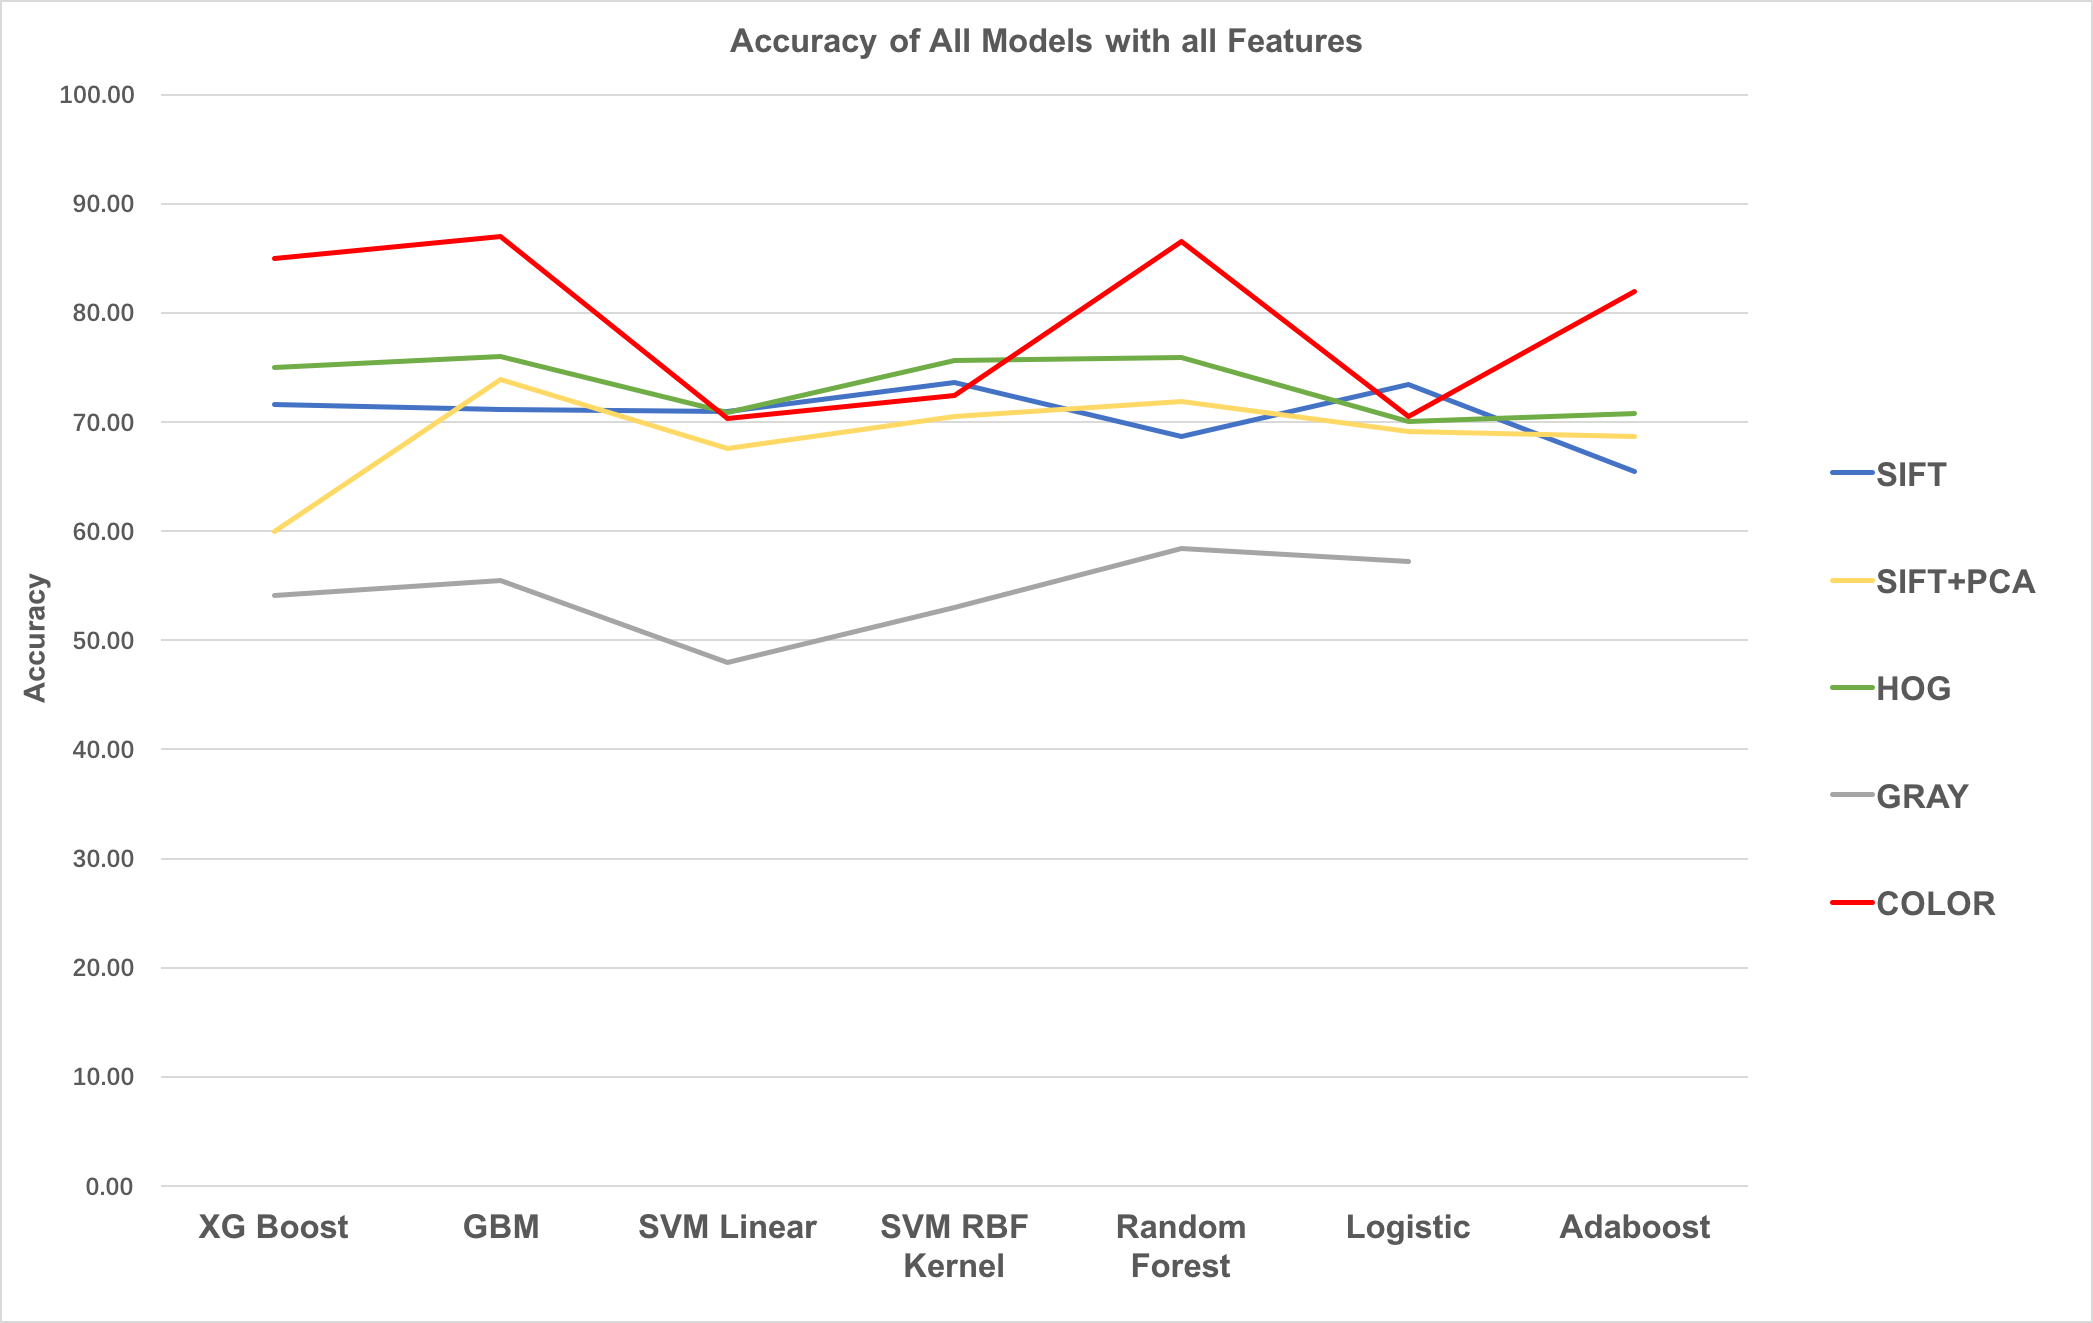 Accuracy of All Models with all Features
100.00
90.00
80.00
70.00
60.00
50.00
40.00
30.00
20.00
10.00
0.00
Accuracy
XG Boost
GBM
SVM Linear
SVM RBF
Kernel
Random
Forest
Logistic
Adaboost
SIFT
SIFT+PCA
HOG
GRAY
COLOR